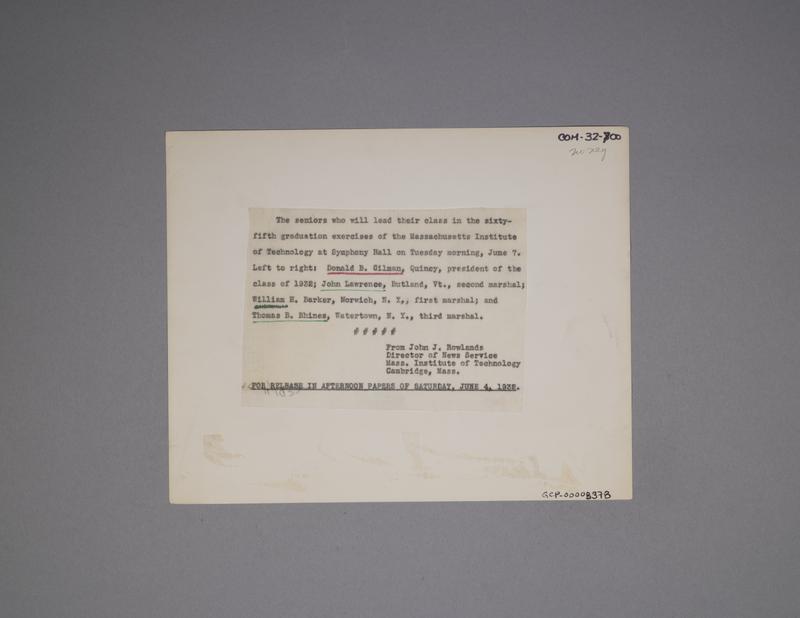 COM-32-700
no neg
The seniors who will lead their class in the sixty-
fifth graduation exercises of the Massachusetts Institute
of Technology at Symphony Hall on Tuesday morning, June 7.
Left to right: Donald B. Gilman, Quincy, president of the
class of 1932; John Lawrence, Rutland, Vt., second marshal;
William H. Barker, Norwich, N. Y., first marshal; and
Thomas B. Rhines, Watertown, N. Y., third marshal.
# # # # #
From John J. Rowlands
Director of News Service
Mass. Institute of Technology
Cambridge, Mass.
FOR RELEASE IN AFTERNOON PAPERS OF SATURDAY, JUNE 4, 1932.
GCP-00008378